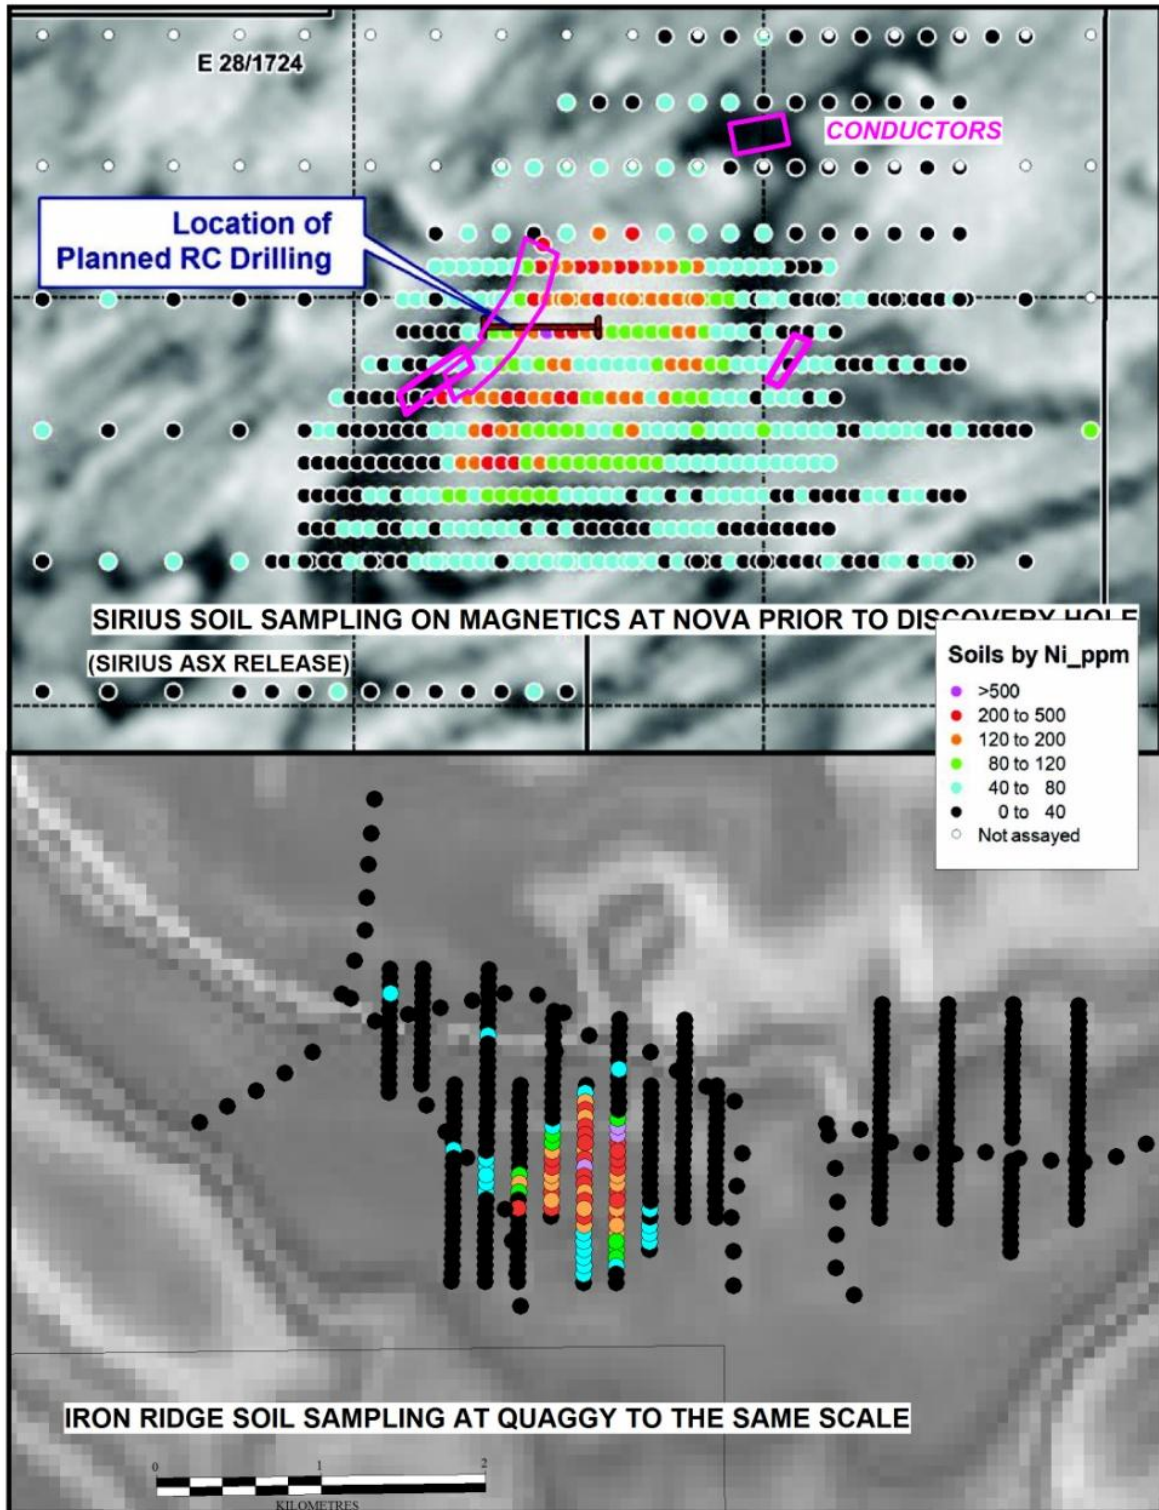 E 28/1724
CONDUCTORS
Location of
Planned RC Drilling
SIRIUS SOIL SAMPLING ON MAGNETICS AT NOVA PRIOR TO DISCOVERY HOLE
(SIRIUS ASX RELEASE)
Soils by Ni_ppm
>500
200 to 500
120 to 200
80 to 120
40 to 80
0 to 40
Not assayed
IRON RIDGE SOIL SAMPLING AT QUAGGY TO THE SAME SCALE
0 1 2
KILOMETRES